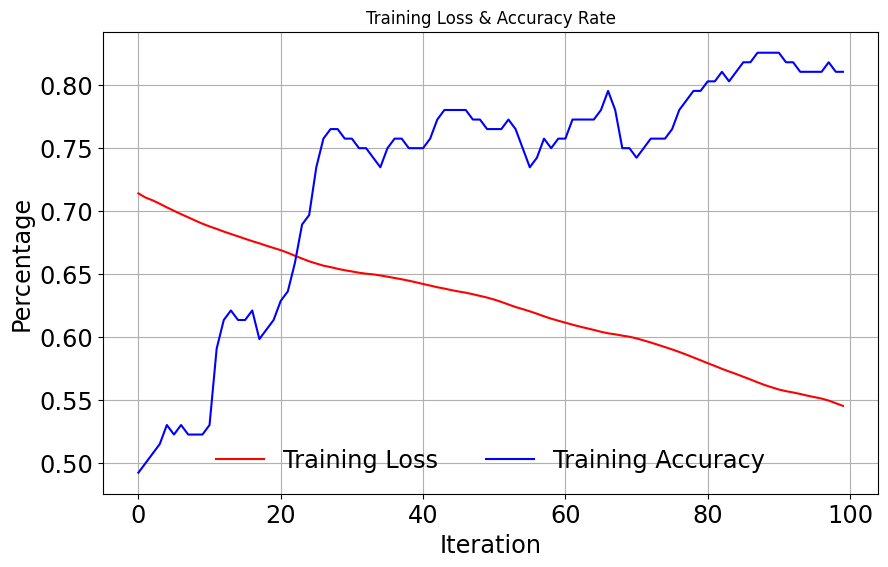 Training Loss & Accuracy Rate
0.80
0.75
0.70
0.65
0.60
0.55
0.50
Percentage
Training Loss
Training Accuracy
0 20 40 60 80 100
Iteration